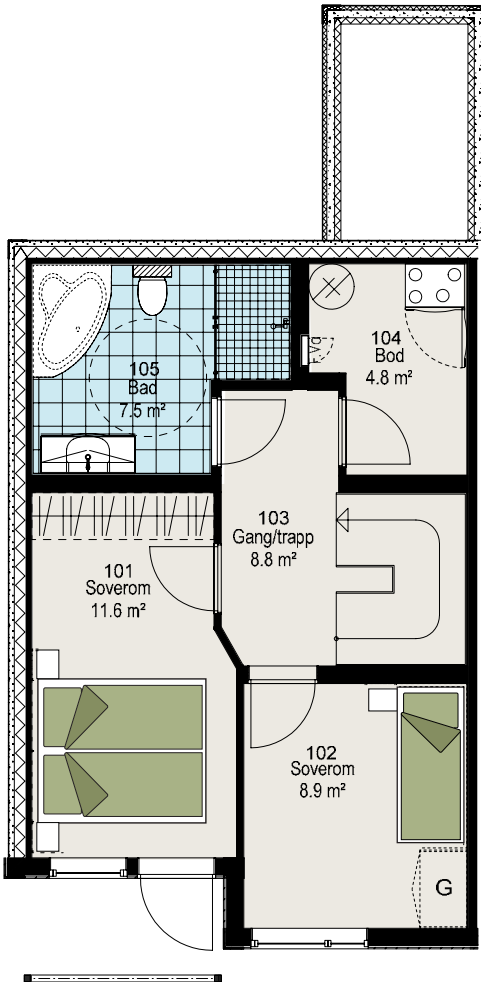 105
Bad
7.5 m²
104
Bod
4.8 m²
103
Gang/trapp
8.8 m²
101
Soverom
11.6 m²
102
Soverom
8.9 m²
G